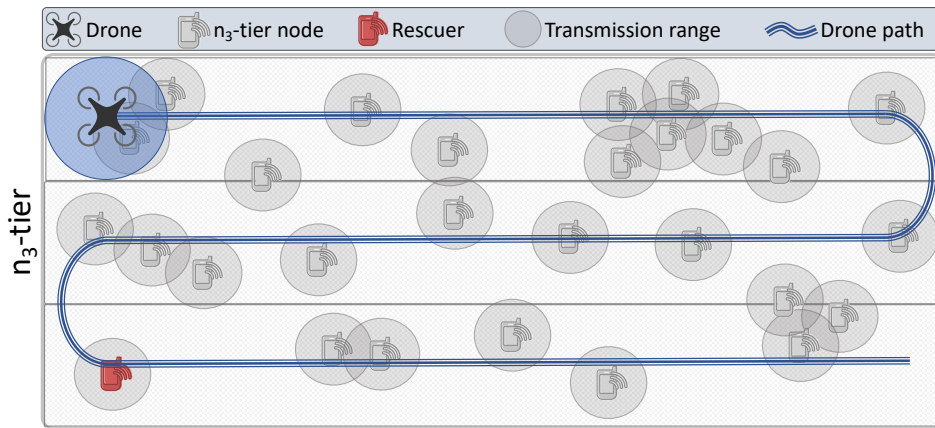 Drone n₃-tier node Rescuer Transmission range Drone path
n₃-tier